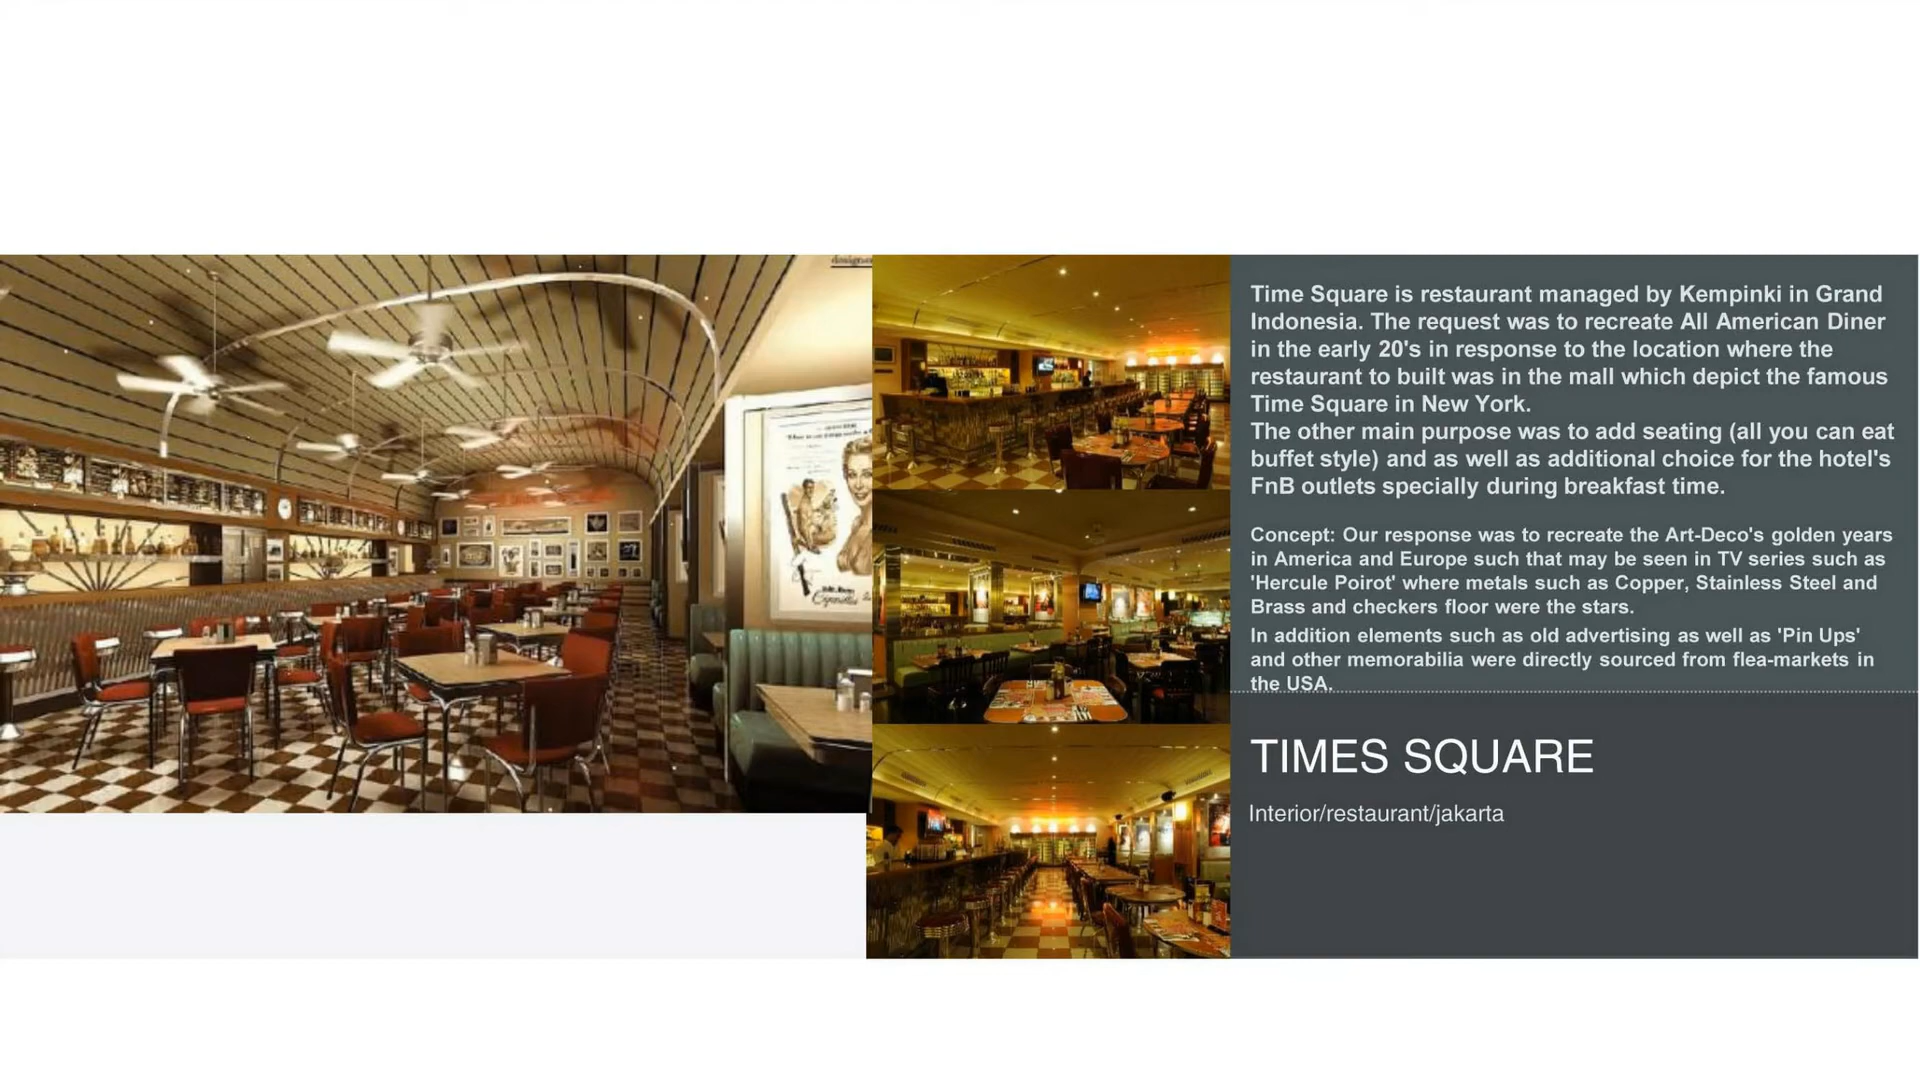 Time Square is restaurant managed by Kempinki in Grand
Indonesia. The request was to recreate All American Diner
in the early 20's in response to the location where the
restaurant to built was in the mall which depict the famous
Time Square in New York.
The other main purpose was to add seating (all you can eat
buffet style) and as well as additional choice for the hotel's
FnB outlets specially during breakfast time.
Concept: Our response was to recreate the Art-Deco's golden years
in America and Europe such that may be seen in TV series such as
'Hercule Poirot' where metals such as Copper, Stainless Steel and
Brass and checkers floor were the stars.
In addition elements such as old advertising as well as 'Pin Ups'
and other memorabilia were directly sourced from flea-markets in
the USA.
TIMES SQUARE
Interior/restaurant/jakarta